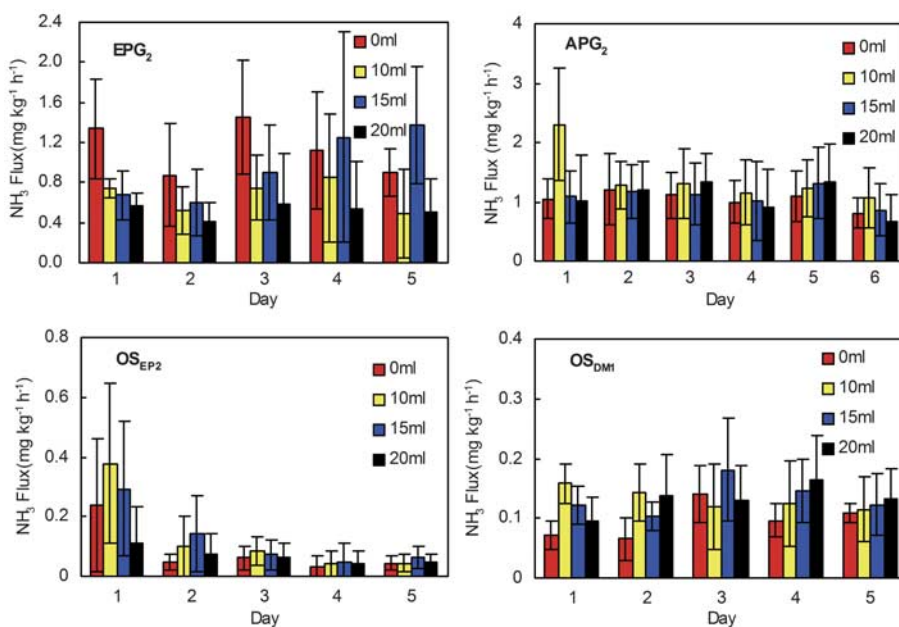 EPG2
NH3 Flux(mg kg-1 h-1)
2.4
2.0
1.6
1.2
0.8
0.4
0.0
0ml
10ml
15ml
20ml
1 2 3 4 5
Day
APG2
NH3 Flux (mg kg-1 h-1)
4
3
2
1
0
0ml
10ml
15ml
20ml
1 2 3 4 5 6
Day
OSEP2
NH3 Flux(mg kg-1 h-1)
0.8
0.6
0.4
0.2
0
0ml
10ml
15ml
20ml
1 2 3 4 5
Day
OSDM1
NH3 Flux(mg kg-1 h-1)
0.4
0.3
0.2
0.1
0
0ml
10ml
15ml
20ml
1 2 3 4 5
Day